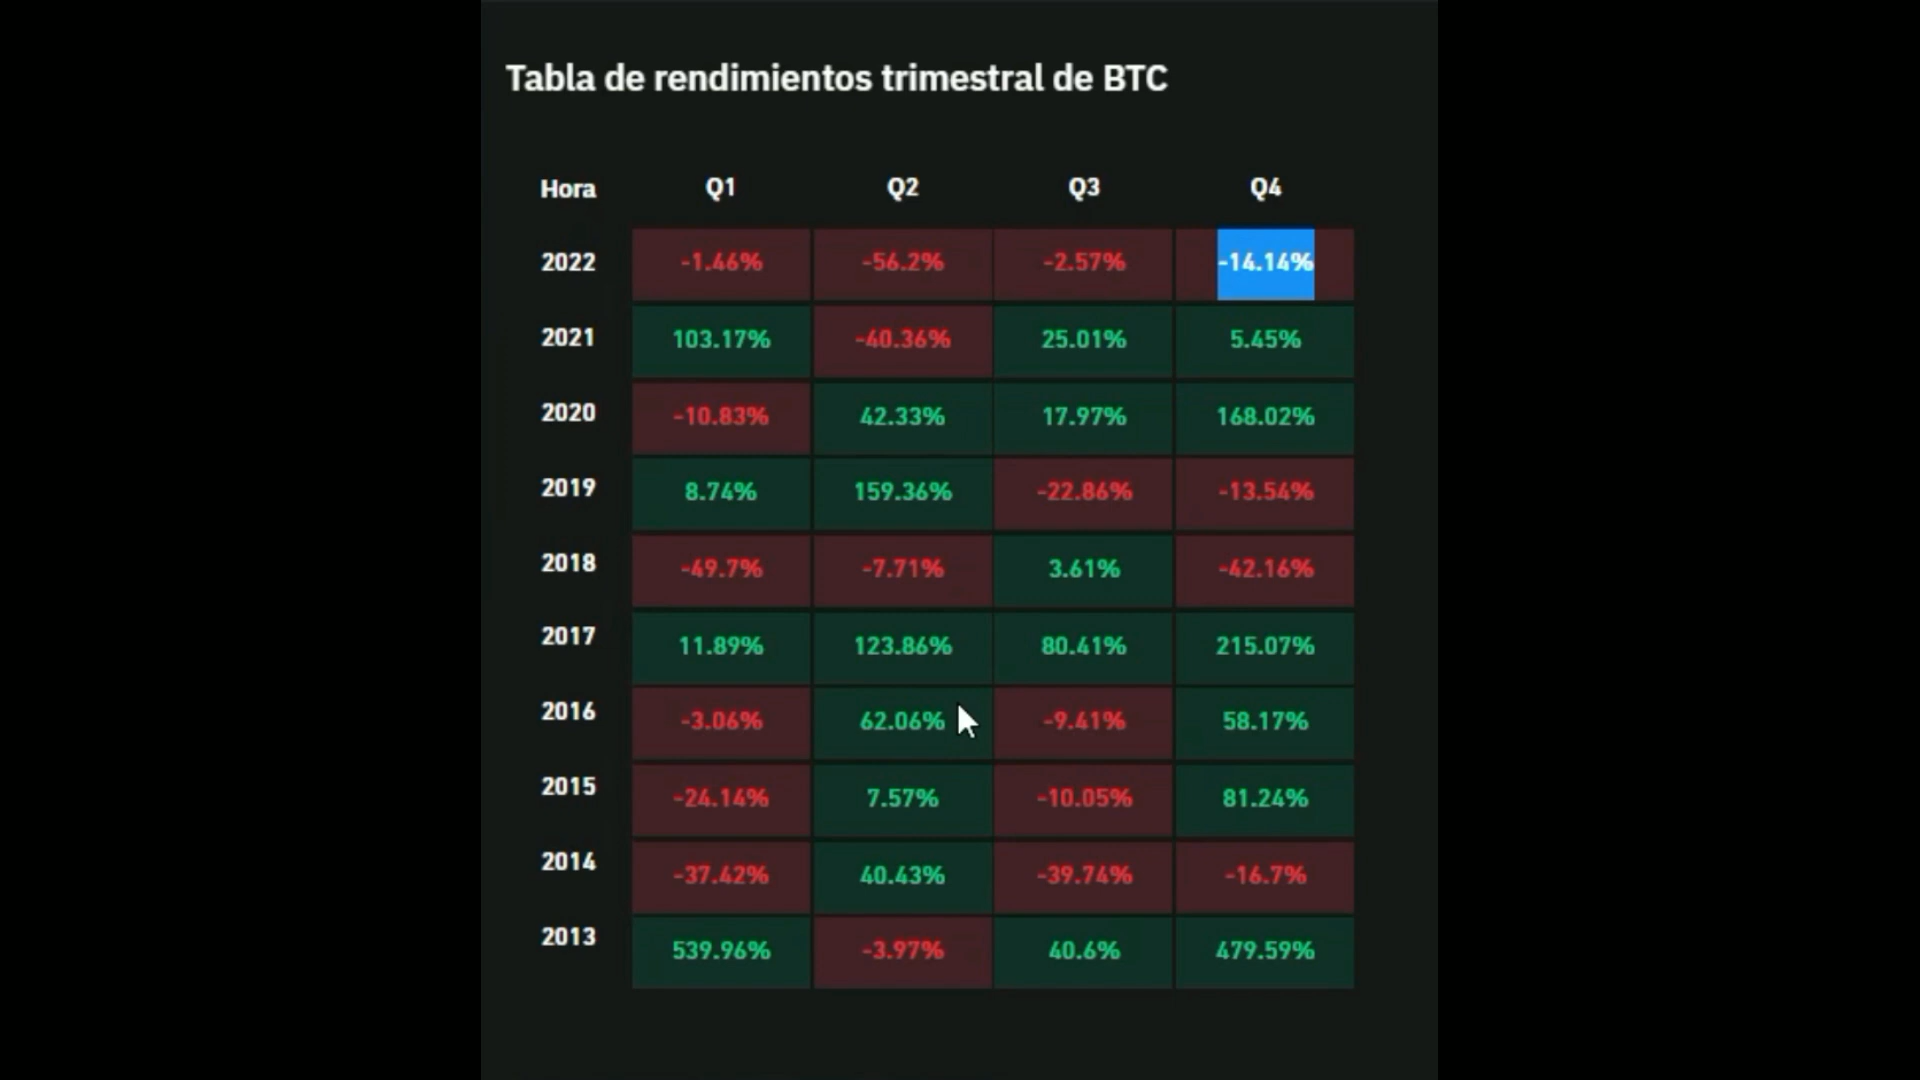 Tabla de rendimientos trimestral de BTC
Hora Q1 Q2 Q3 Q4
2022 -1.46% -56.2% -2.57% -14.14%
2021 103.17% -40.36% 25.01% 5.45%
2020 -10.83% 42.33% 17.97% 168.02%
2019 8.74% 159.36% -22.86% -13.54%
2018 -49.7% -7.71% 3.61% -42.16%
2017 11.89% 123.86% 80.41% 215.07%
2016 -3.06% 62.06% -9.41% 58.17%
2015 -24.14% 7.57% -10.05% 81.24%
2014 -37.42% 40.43% -39.74% -16.7%
2013 539.96% -3.97% 40.6% 479.59%